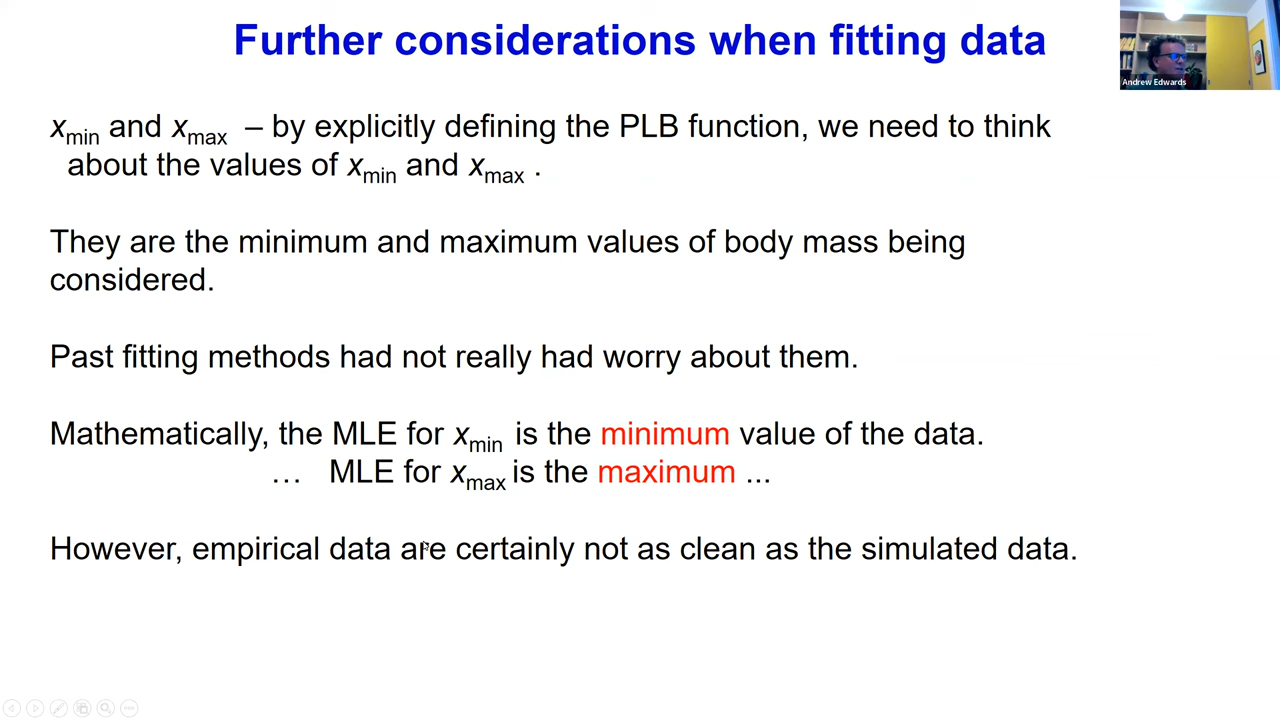 Further considerations when fitting data
Andrew Edwards
xmin and xmax – by explicitly defining the PLB function, we need to think
about the values of xmin and xmax .
They are the minimum and maximum values of body mass being
considered.
Past fitting methods had not really had worry about them.
Mathematically, the MLE for xmin is the minimum value of the data.
… MLE for xmax is the maximum ...
However, empirical data are certainly not as clean as the simulated data.